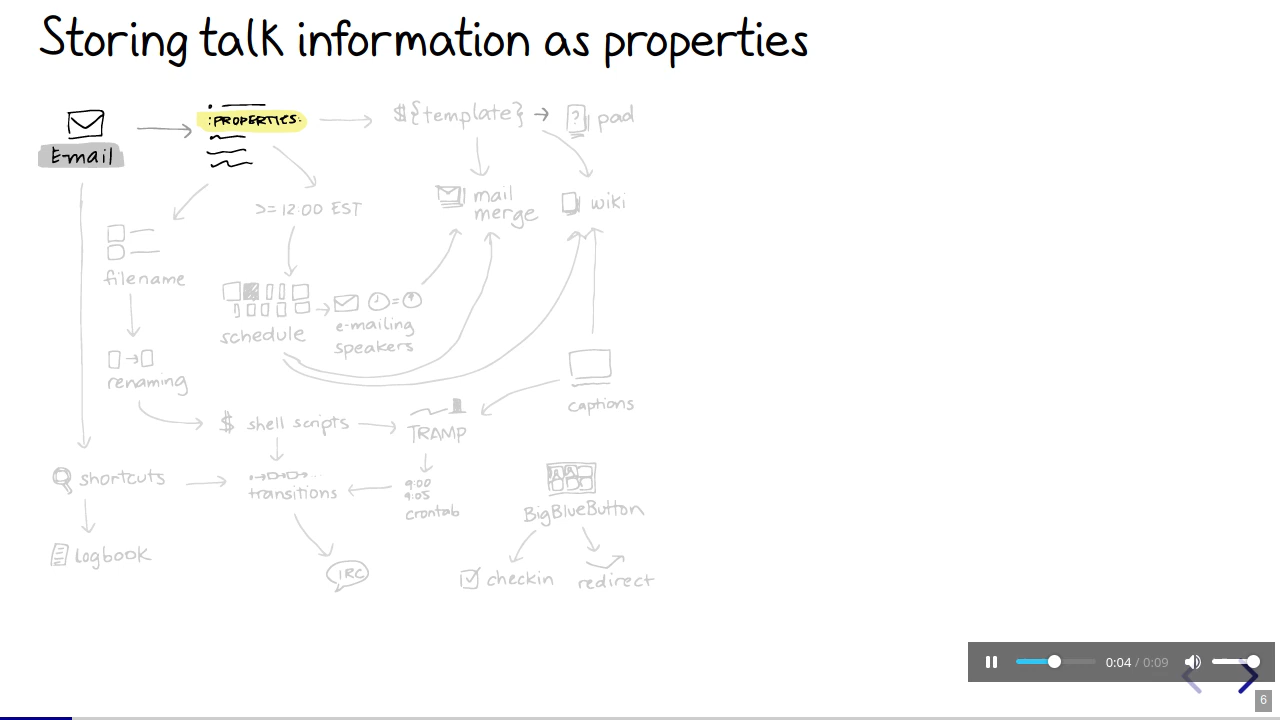 Storing talk information as properties
E-mail
:PROPERTIES:
${template}
pad
?
>= 12:00 EST
mail
merge
wiki
filename
schedule
e-mailing
speakers
renaming
captions
$ shell scripts
TRAMP
shortcuts
transitions
9:00
9:05
crontab
BigBlueButton
logbook
IRC
checkin
redirect
0:04 / 0:09
6